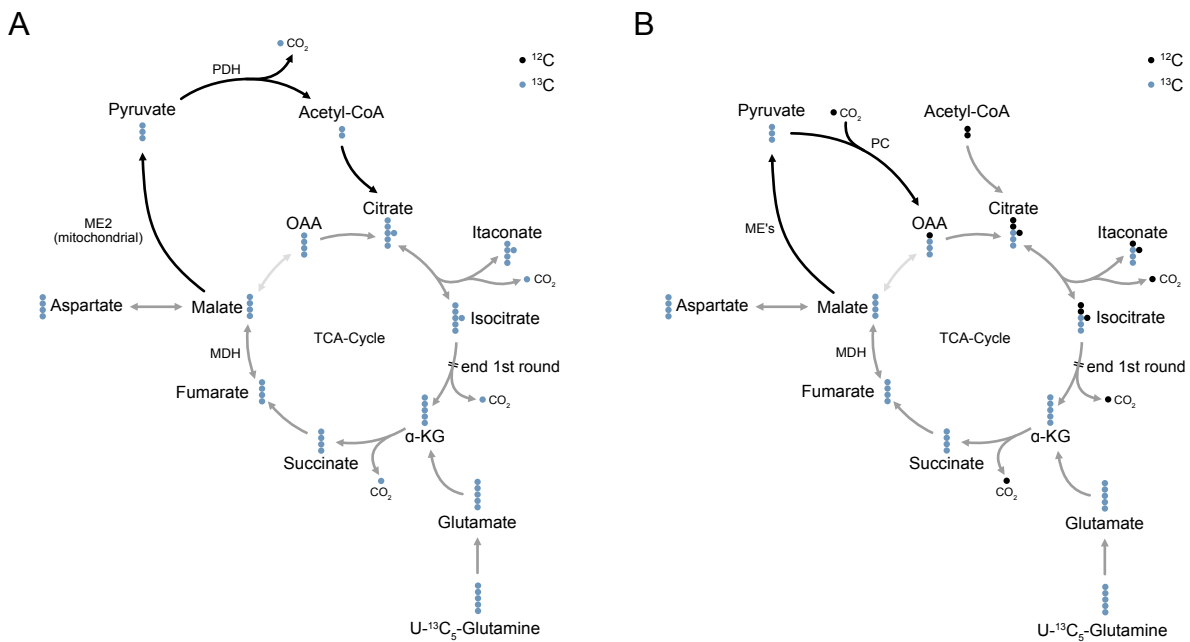 A
CO₂
PDH
¹²C
¹³C
Pyruvate
Acetyl-CoA
ME2
(mitochondrial)
OAA
Citrate
Itaconate
CO₂
Aspartate
Malate
Isocitrate
TCA-Cycle
MDH
end 1st round
Fumarate
CO₂
α-KG
Succinate
CO₂
Glutamate
U-¹³C₅-Glutamine
B
¹²C
¹³C
Pyruvate
CO₂
Acetyl-CoA
PC
ME's
OAA
Citrate
Itaconate
CO₂
Aspartate
Malate
Isocitrate
TCA-Cycle
MDH
end 1st round
Fumarate
CO₂
α-KG
Succinate
CO₂
Glutamate
U-¹³C₅-Glutamine